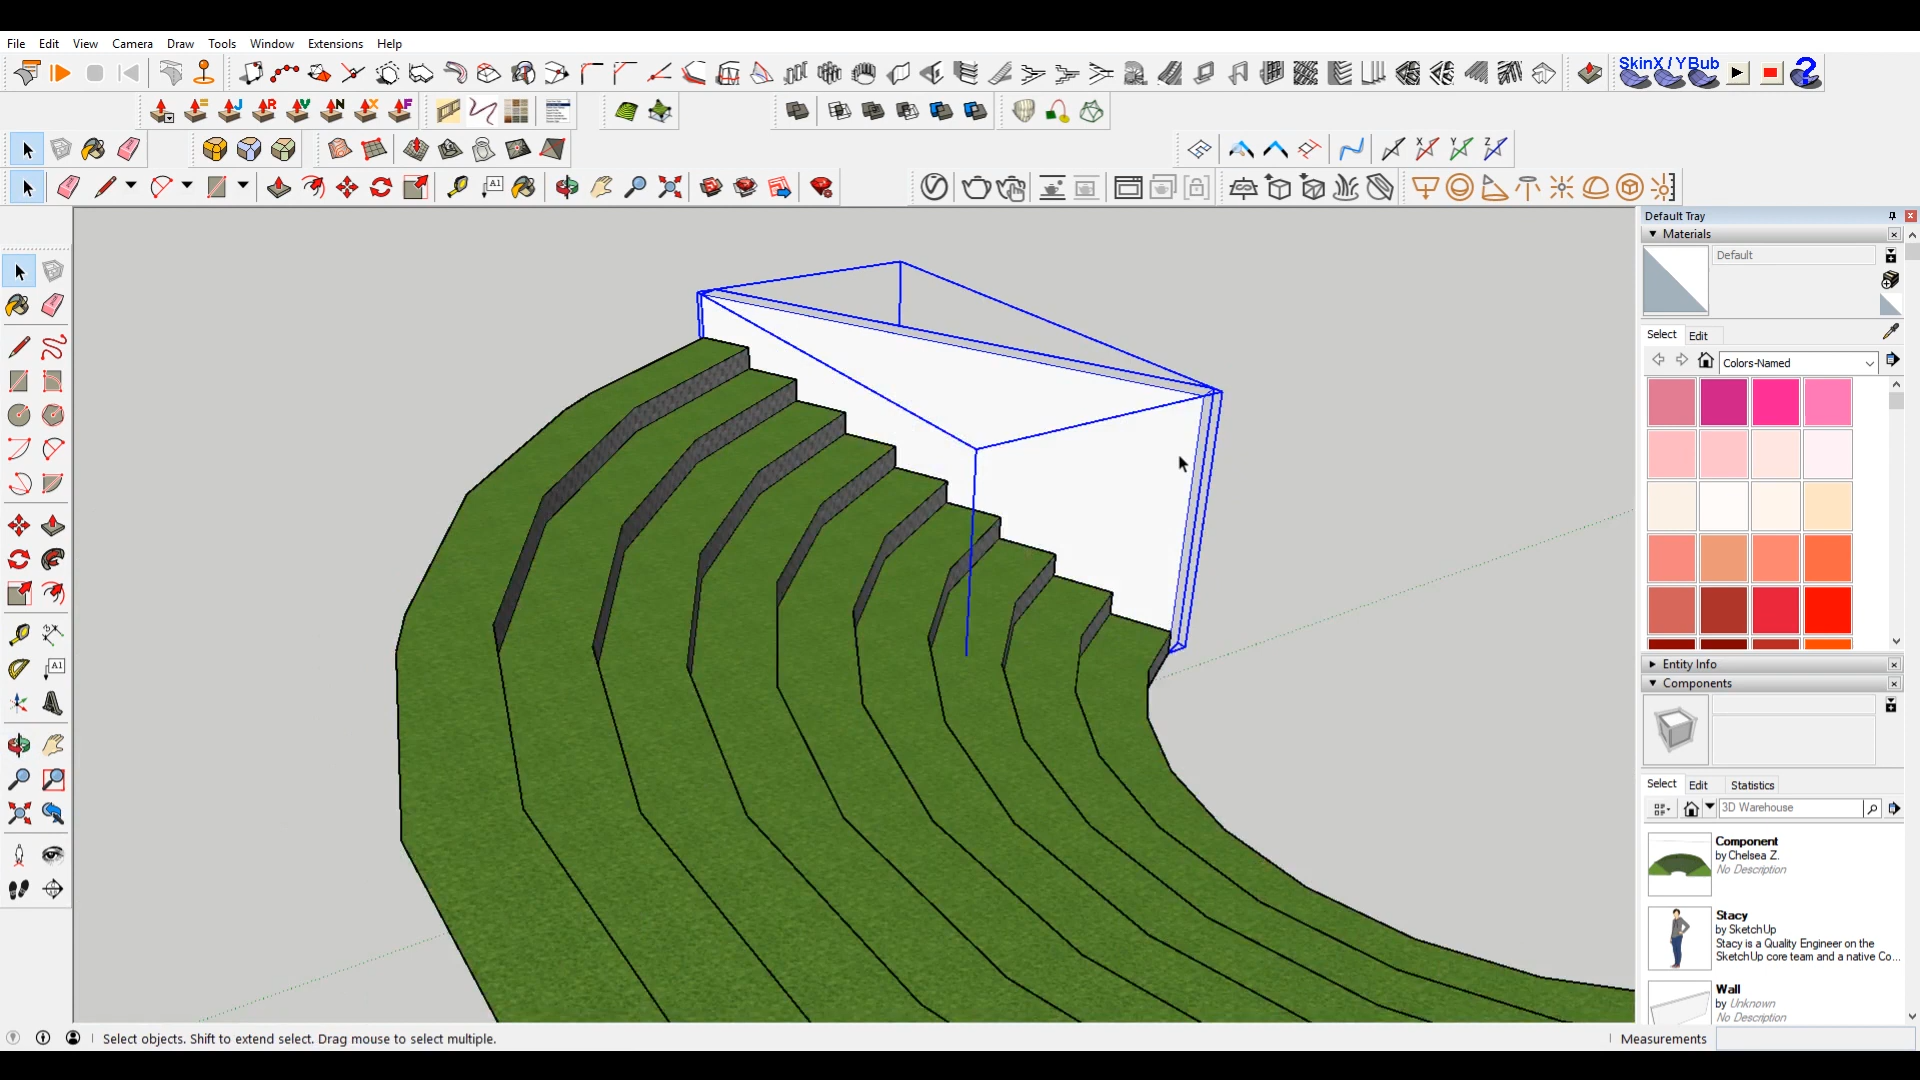 File Edit View Camera Draw Tools Window Extensions Help
SkinX / YBub
?
J R V N X F
X Y Z
A1
Default Tray
Materials
Default
Select Edit
Colors-Named
Entity Info
Components
Select Edit Statistics
3D Warehouse
Component
by Chelsea Z.
No Description
Stacy
by SketchUp
Stacy is a Quality Engineer on the
SketchUp core team and a native Co...
Wall
by Unknown
No Description
A1
Select objects. Shift to extend select. Drag mouse to select multiple.
Measurements